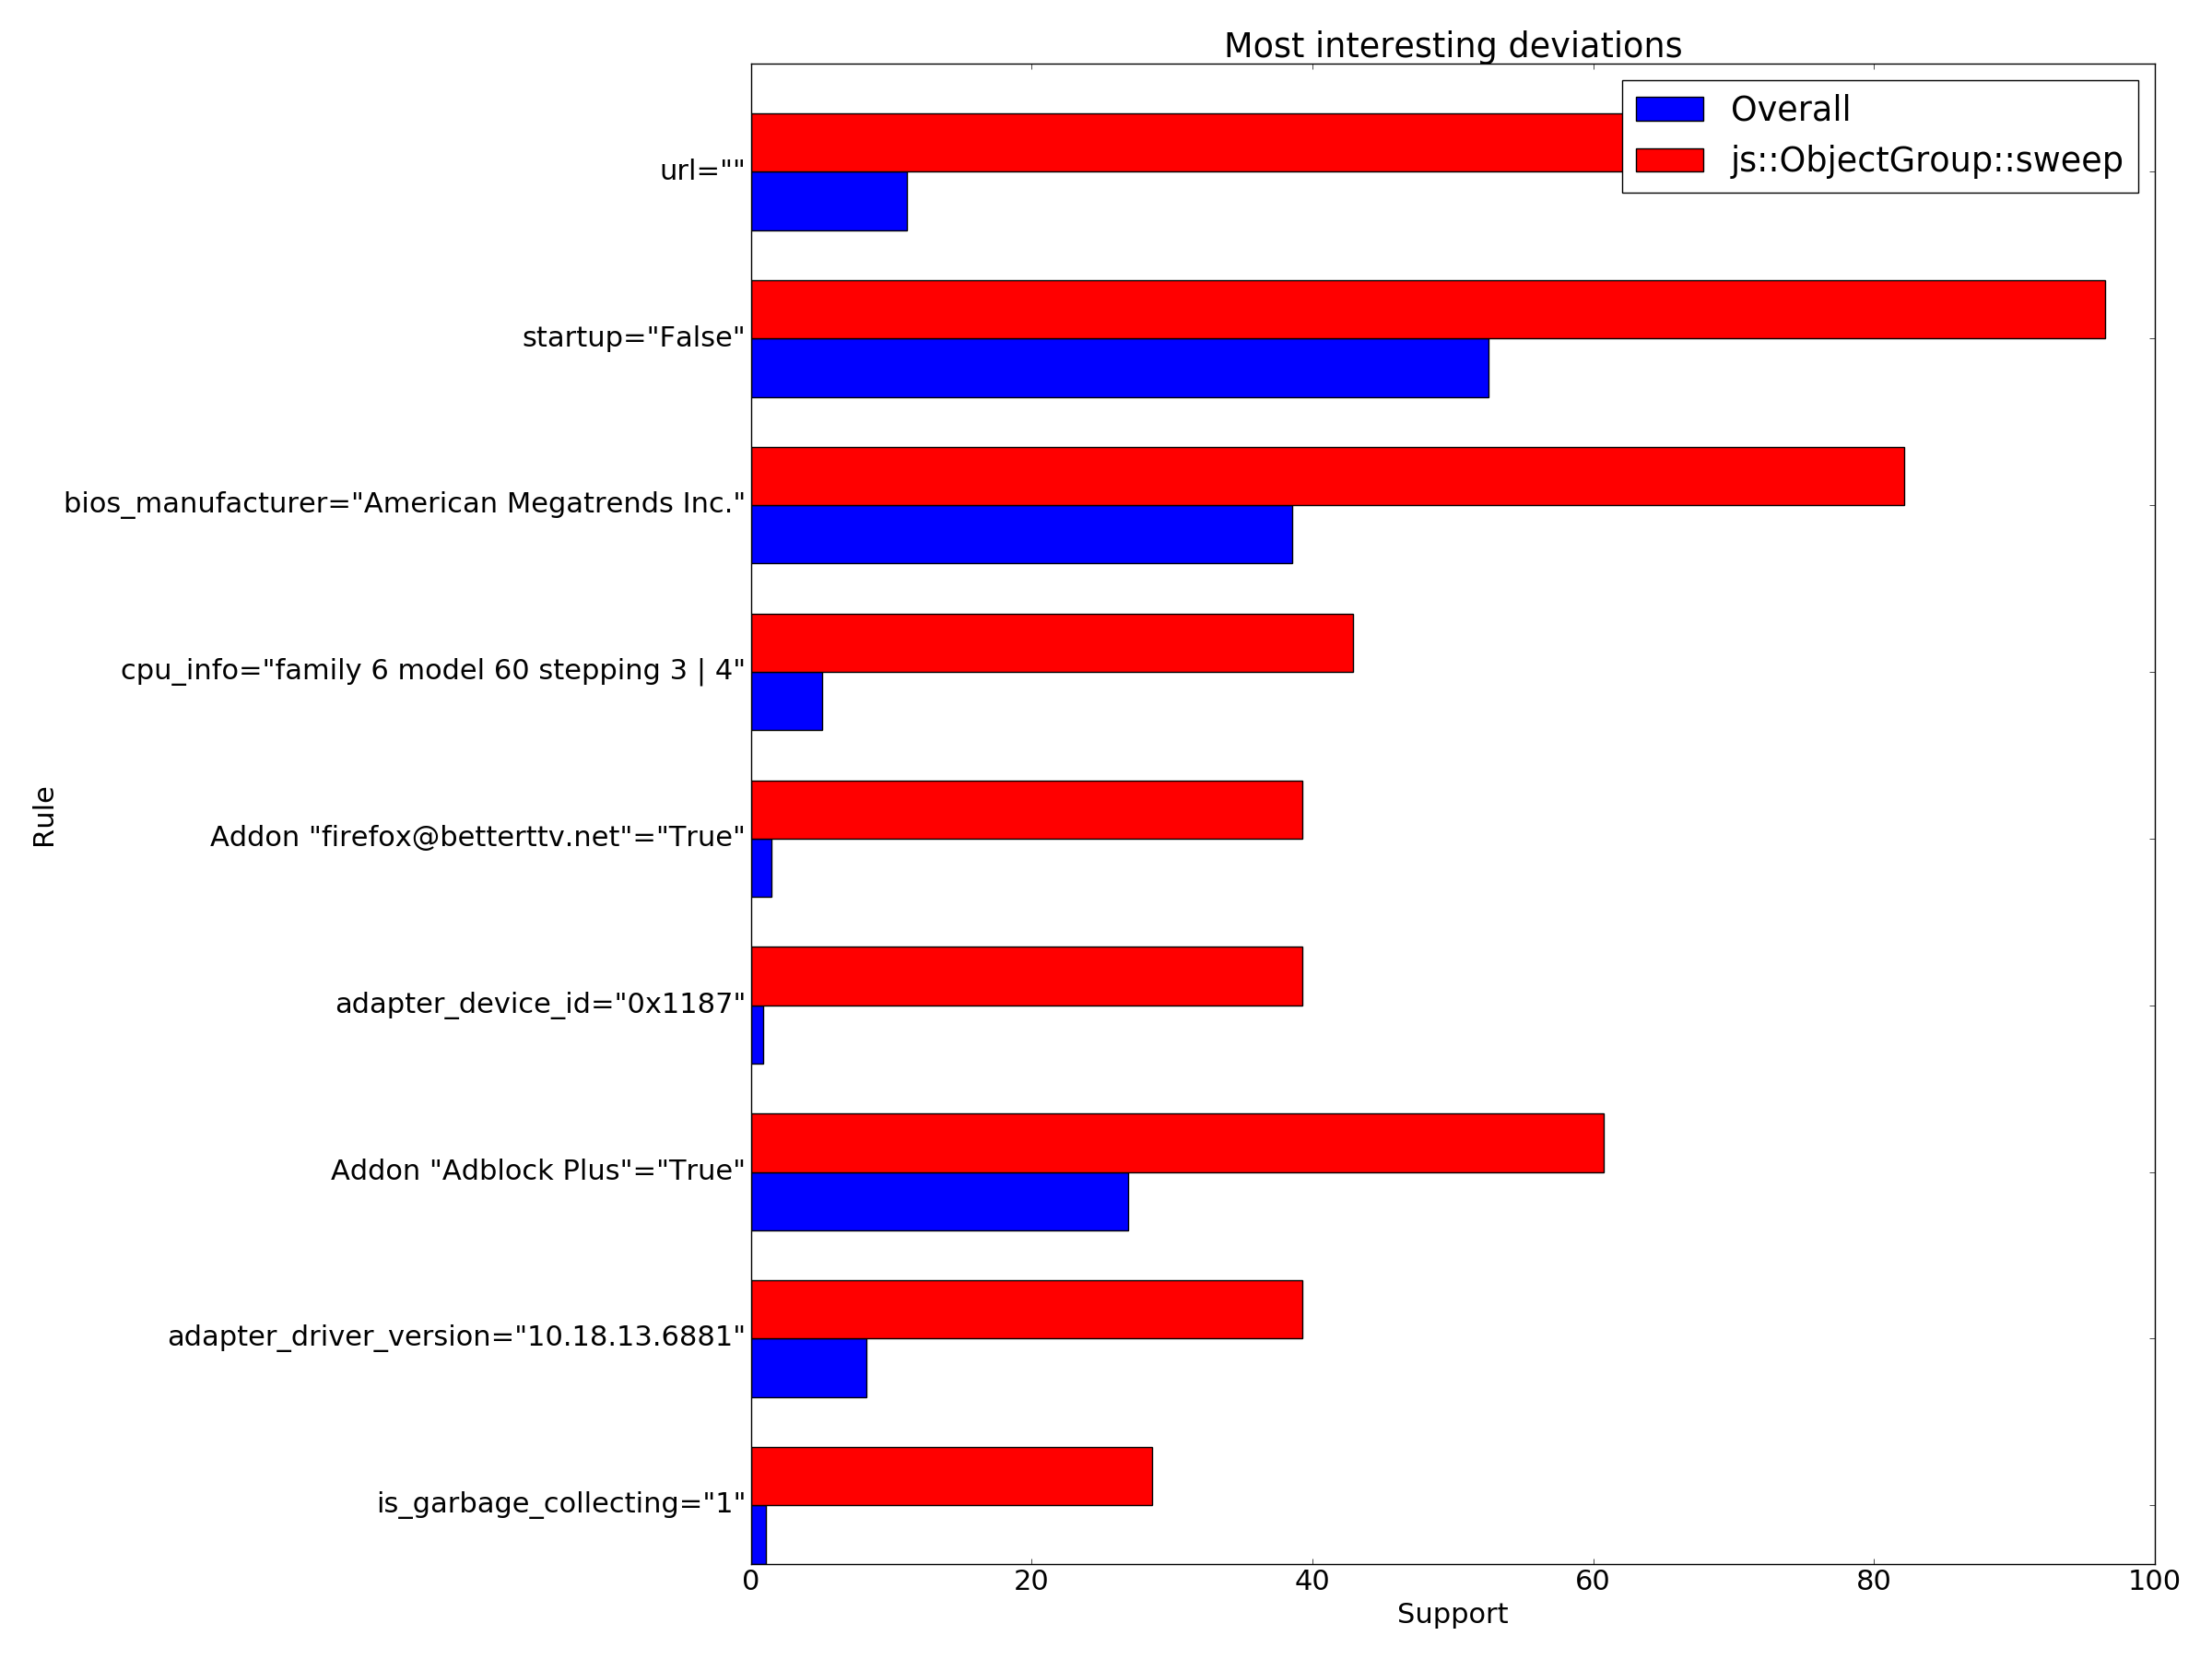 Most interesting deviations
Overall
js::ObjectGroup::sweep
url=""
startup="False"
bios_manufacturer="American Megatrends Inc."
cpu_info="family 6 model 60 stepping 3 | 4"
Addon "firefox@betterttv.net"="True"
adapter_device_id="0x1187"
Addon "Adblock Plus"="True"
adapter_driver_version="10.18.13.6881"
is_garbage_collecting="1"
Rule
0 20 40 60 80 100
Support